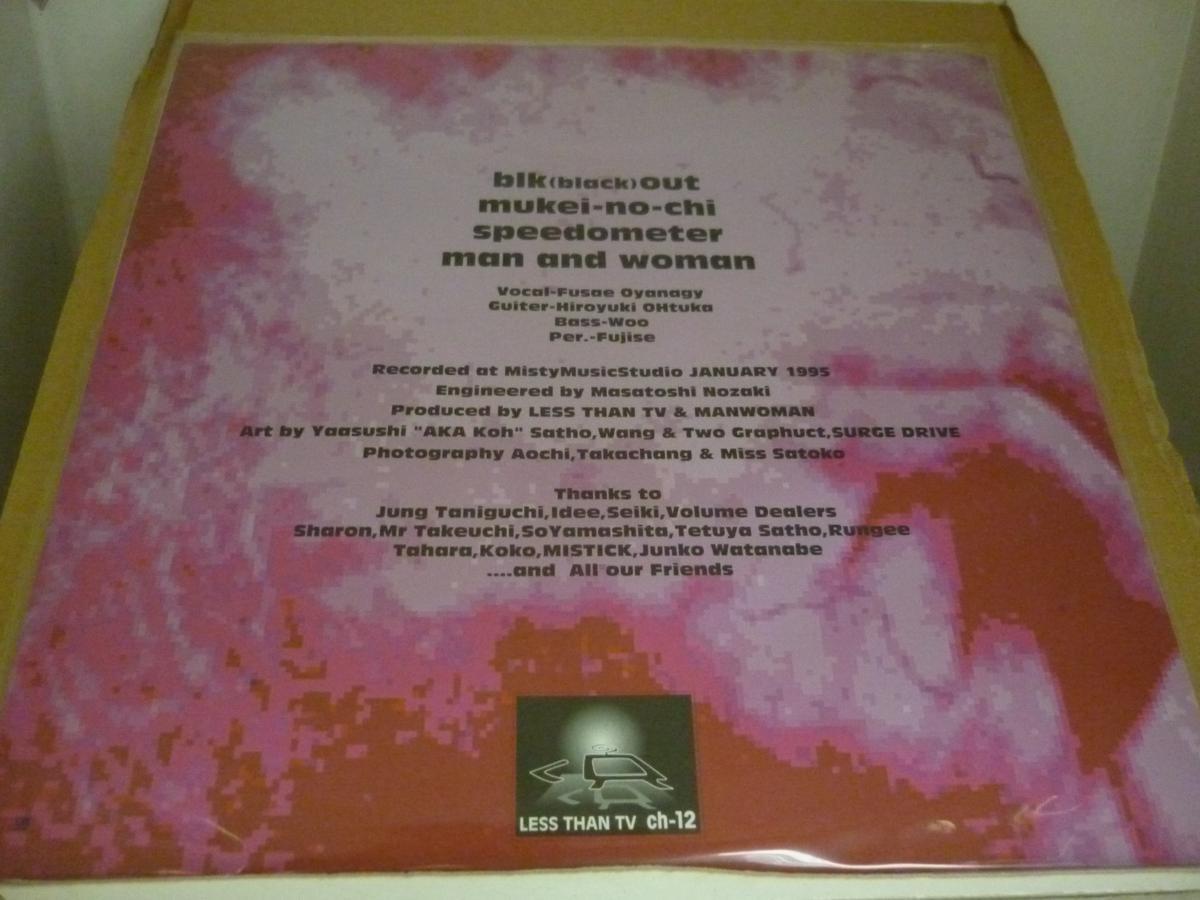 blk(black)out
mukei-no-chi
speedometer
man and woman
Vocal-Fusae Oyanagy
Guiter-Hiroyuki OHtuka
Bass-Woo
Per.-Fujise
Recorded at MistyMusicStudio JANUARY 1995
Engineered by Masatoshi Nozaki
Produced by LESS THAN TV & MANWOMAN
Art by Yaasushi "AKA Koh" Satho,Wang & Two Graphuct,SURGE DRIVE
Photography Aochi,Takachang & Miss Satoko
Thanks to
Jung Taniguchi,Idee,Seiki,Volume Dealers
Sharon,Mr Takeuchi,SoYamashita,Tetuya Satho,Rungee
Tahara,Koko,MISTICK,Junko Watanabe
....and All our Friends
LESS THAN TV ch-12